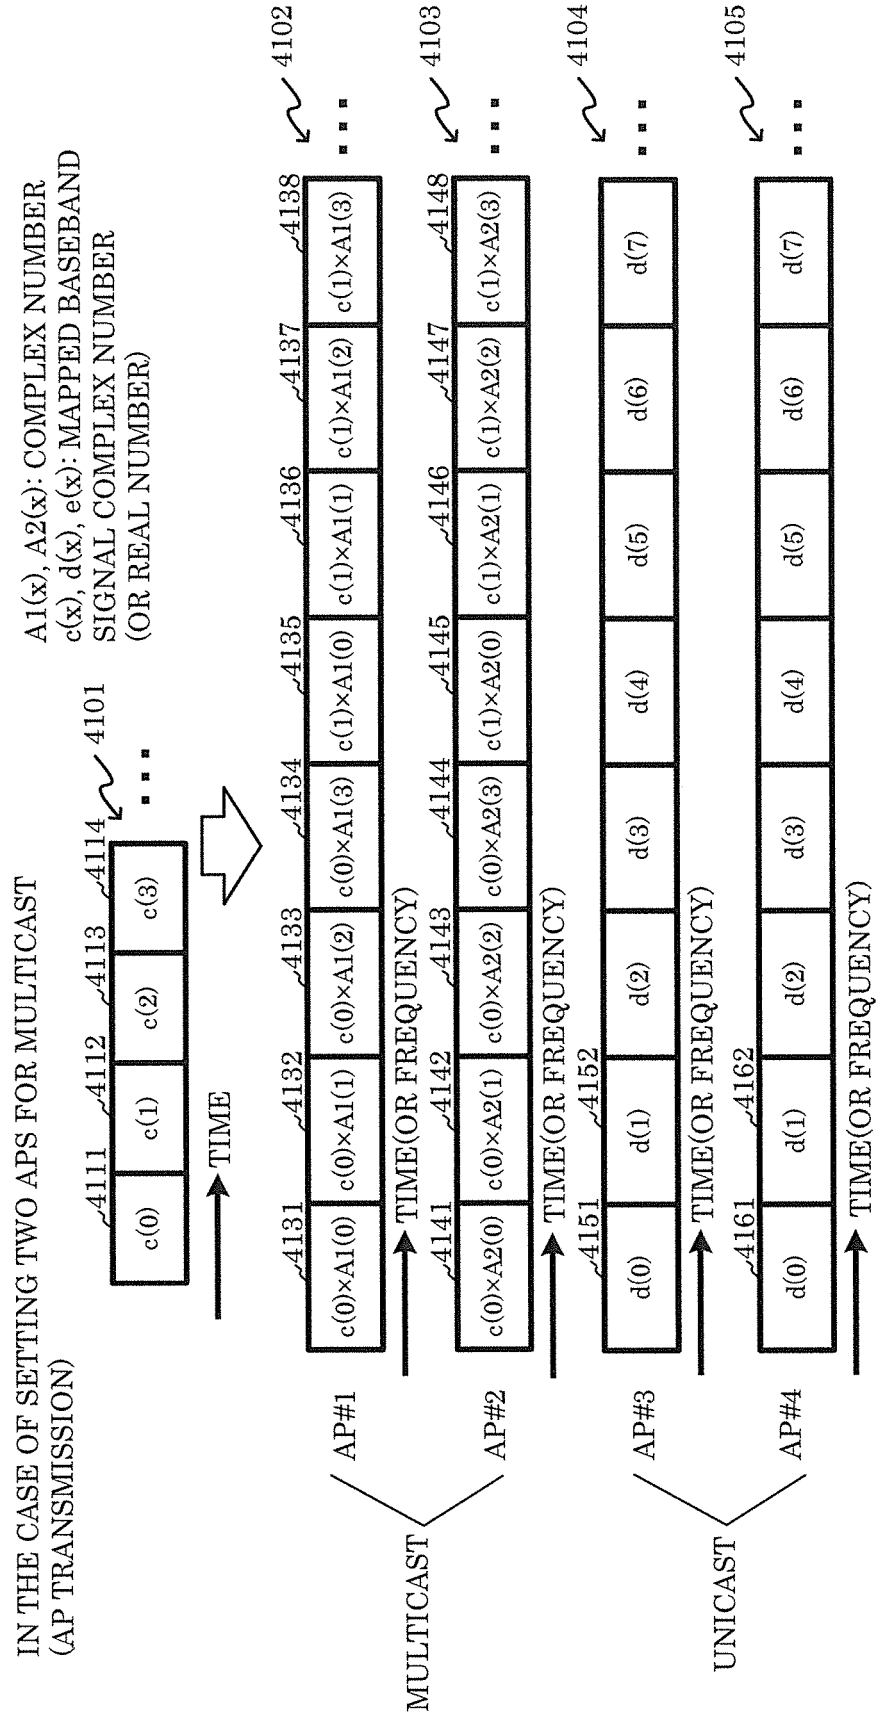 IN THE CASE OF SETTING TWO APS FOR MULTICAST
(AP TRANSMISSION)
A1(x), A2(x): COMPLEX NUMBER
c(x), d(x), e(x): MAPPED BASEBAND
SIGNAL COMPLEX NUMBER
(OR REAL NUMBER)
4111 4112 4113 4114 4101
c(0) c(1) c(2) c(3) ...
TIME
4131 4132 4133 4134 4135 4136 4137 4138 4102
AP#1 c(0)×A1(0) c(0)×A1(1) c(0)×A1(2) c(0)×A1(3) c(1)×A1(0) c(1)×A1(1) c(1)×A1(2) c(1)×A1(3) ...
TIME(OR FREQUENCY)
MULTICAST
4141 4142 4143 4144 4145 4146 4147 4148 4103
AP#2 c(0)×A2(0) c(0)×A2(1) c(0)×A2(2) c(0)×A2(3) c(1)×A2(0) c(1)×A2(1) c(1)×A2(2) c(1)×A2(3) ...
TIME(OR FREQUENCY)
4151 4152 4104
AP#3 d(0) d(1) d(2) d(3) d(4) d(5) d(6) d(7) ...
TIME(OR FREQUENCY)
UNICAST
4161 4162 4105
AP#4 d(0) d(1) d(2) d(3) d(4) d(5) d(6) d(7) ...
TIME(OR FREQUENCY)